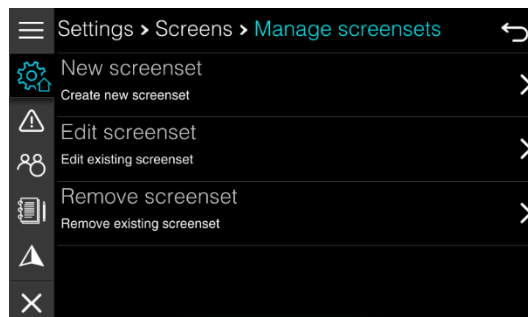 Settings > Screens > Manage screensets
New screenset
Create new screenset
Edit screenset
Edit existing screenset
Remove screenset
Remove existing screenset